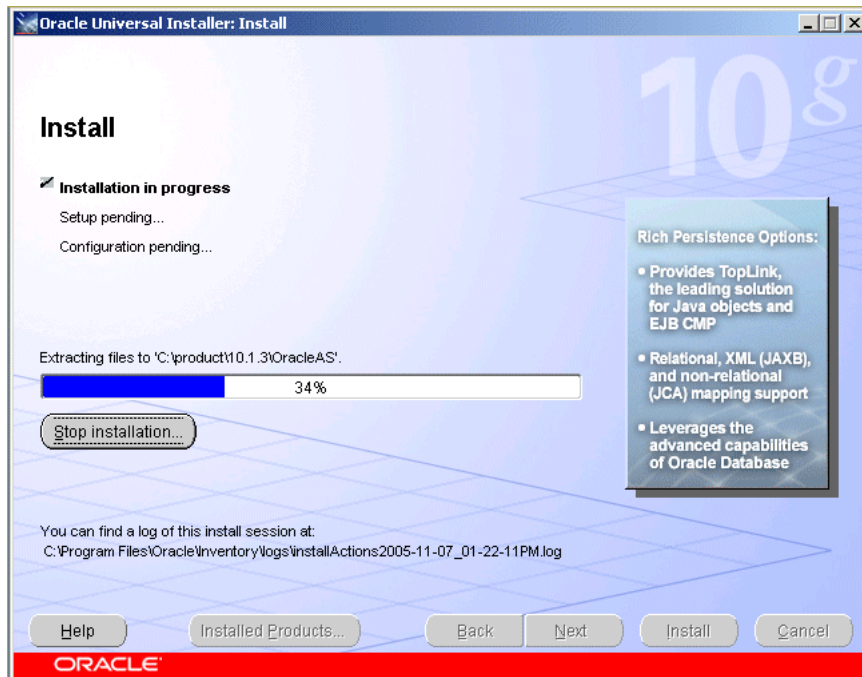 Oracle Universal Installer: Install
10g
Install
Installation in progress
Setup pending...
Configuration pending...
Rich Persistence Options:
• Provides TopLink,
the leading solution
for Java objects and
EJB CMP
• Relational, XML (JAXB),
and non-relational
(JCA) mapping support
• Leverages the
advanced capabilities
of Oracle Database
Extracting files to 'C:\product\10.1.3\OracleAS'.
34%
Stop installation...
You can find a log of this install session at:
C:\Program Files\Oracle\Inventory\logs\installActions2005-11-07_01-22-11PM.log
Help
Installed Products...
Back
Next
Install
Cancel
ORACLE